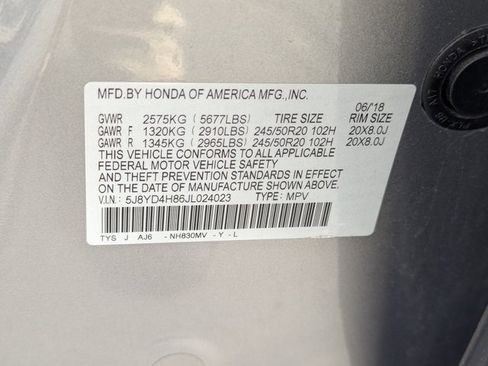 MFD.BY HONDA OF AMERICA MFG.,INC.
06/'18
GVWR 2575KG ( 5677LBS) TIRE SIZE RIM SIZE
GAWR F 1320KG ( 2910LBS) 245/50R20 102H 20X8.0J
GAWR R 1345KG ( 2965LBS) 245/50R20 102H 20X8.0J
THIS VEHICLE CONFORMS TO ALL APPLICABLE
FEDERAL MOTOR VEHICLE SAFETY
AND THEFT PREVENTION STANDARDS IN EFFECT
ON THE DATE OF MANUFACTURE SHOWN ABOVE.
V.I.N.: 5J8YD4H86JL024023 TYPE: MPV
TYS J AJ6 - NH830MV - Y - L
HONDA